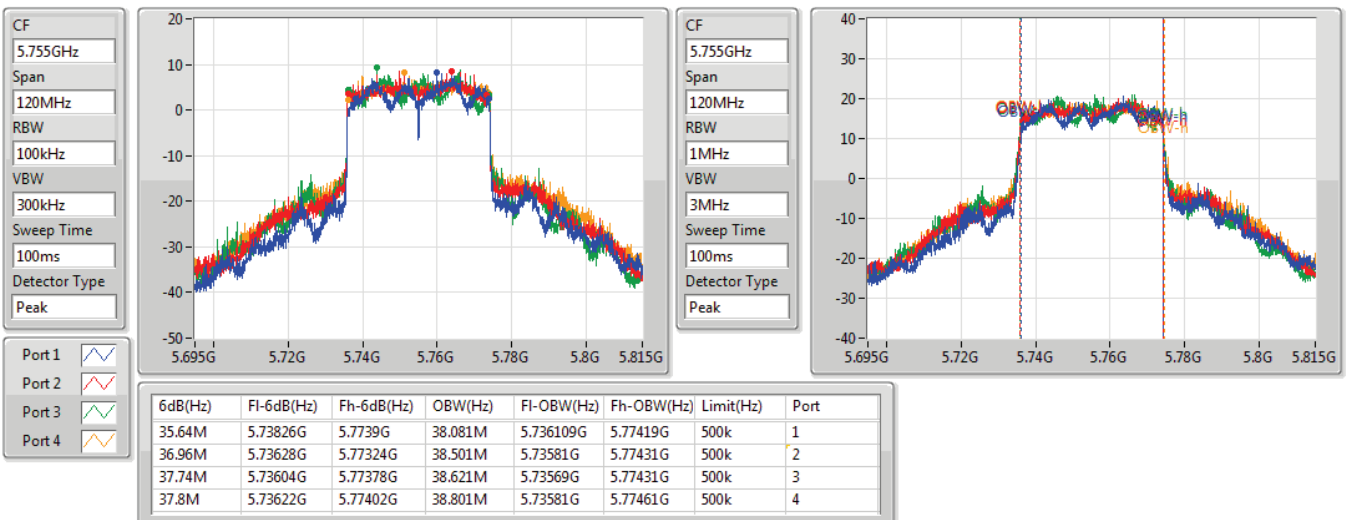 CF
5.755GHz
Span
120MHz
RBW
100kHz
VBW
300kHz
Sweep Time
100ms
Detector Type
Peak
20
10
0
-10
-20
-30
-40
-50
5.695G 5.72G 5.74G 5.76G 5.78G 5.8G 5.815G
CF
5.755GHz
Span
120MHz
RBW
1MHz
VBW
3MHz
Sweep Time
100ms
Detector Type
Peak
40
30
20
10
0
-10
-20
-30
-40
5.695G 5.72G 5.74G 5.76G 5.78G 5.8G 5.815G
Port 1
Port 2
Port 3
Port 4
6dB(Hz) Fl-6dB(Hz) Fh-6dB(Hz) OBW(Hz) Fl-OBW(Hz) Fh-OBW(Hz) Limit(Hz) Port
35.64M 5.73826G 5.7739G 38.081M 5.736109G 5.77419G 500k 1
36.96M 5.73628G 5.77324G 38.501M 5.73581G 5.77431G 500k 2
37.74M 5.73604G 5.77378G 38.621M 5.73569G 5.77431G 500k 3
37.8M 5.73622G 5.77402G 38.801M 5.73581G 5.77461G 500k 4